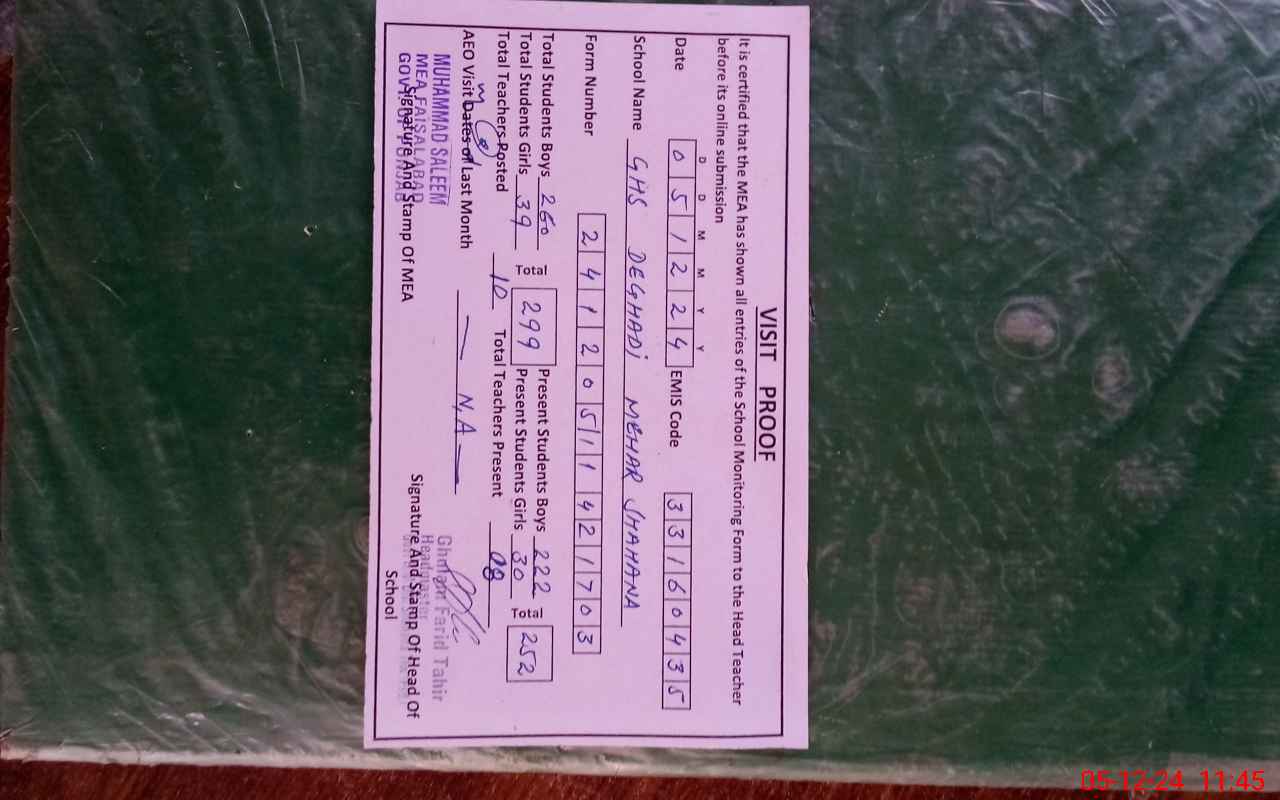 VISIT PROOF
It is certified that the MEA has shown all entries of the School Monitoring Form to the Head Teacher
before its online submission
D D M M Y Y
Date 0 5 1 2 2 4 EMIS Code 3 3 1 6 0 4 3 5
School Name GHS DEGHADi MEHAR SHAHANA
Form Number 2 4 1 2 0 5 1 1 4 2 1 7 0 3
Total Students Boys 260 Total 299 Present Students Boys 222 Total 252
Total Students Girls 39 Present Students Girls 30
Total Teachers Posted 10 Total Teachers Present 08
AEO Visit Dates of Last Month — N,A —
MUHAMMAD SALEEM
MEA FAISALABAD
GOVT. OF PUNJAB
Signature And Stamp Of MEA
Farid Tahir
Headmaster
Signature And Stamp Of Head Of
School
05-12-24 11:45